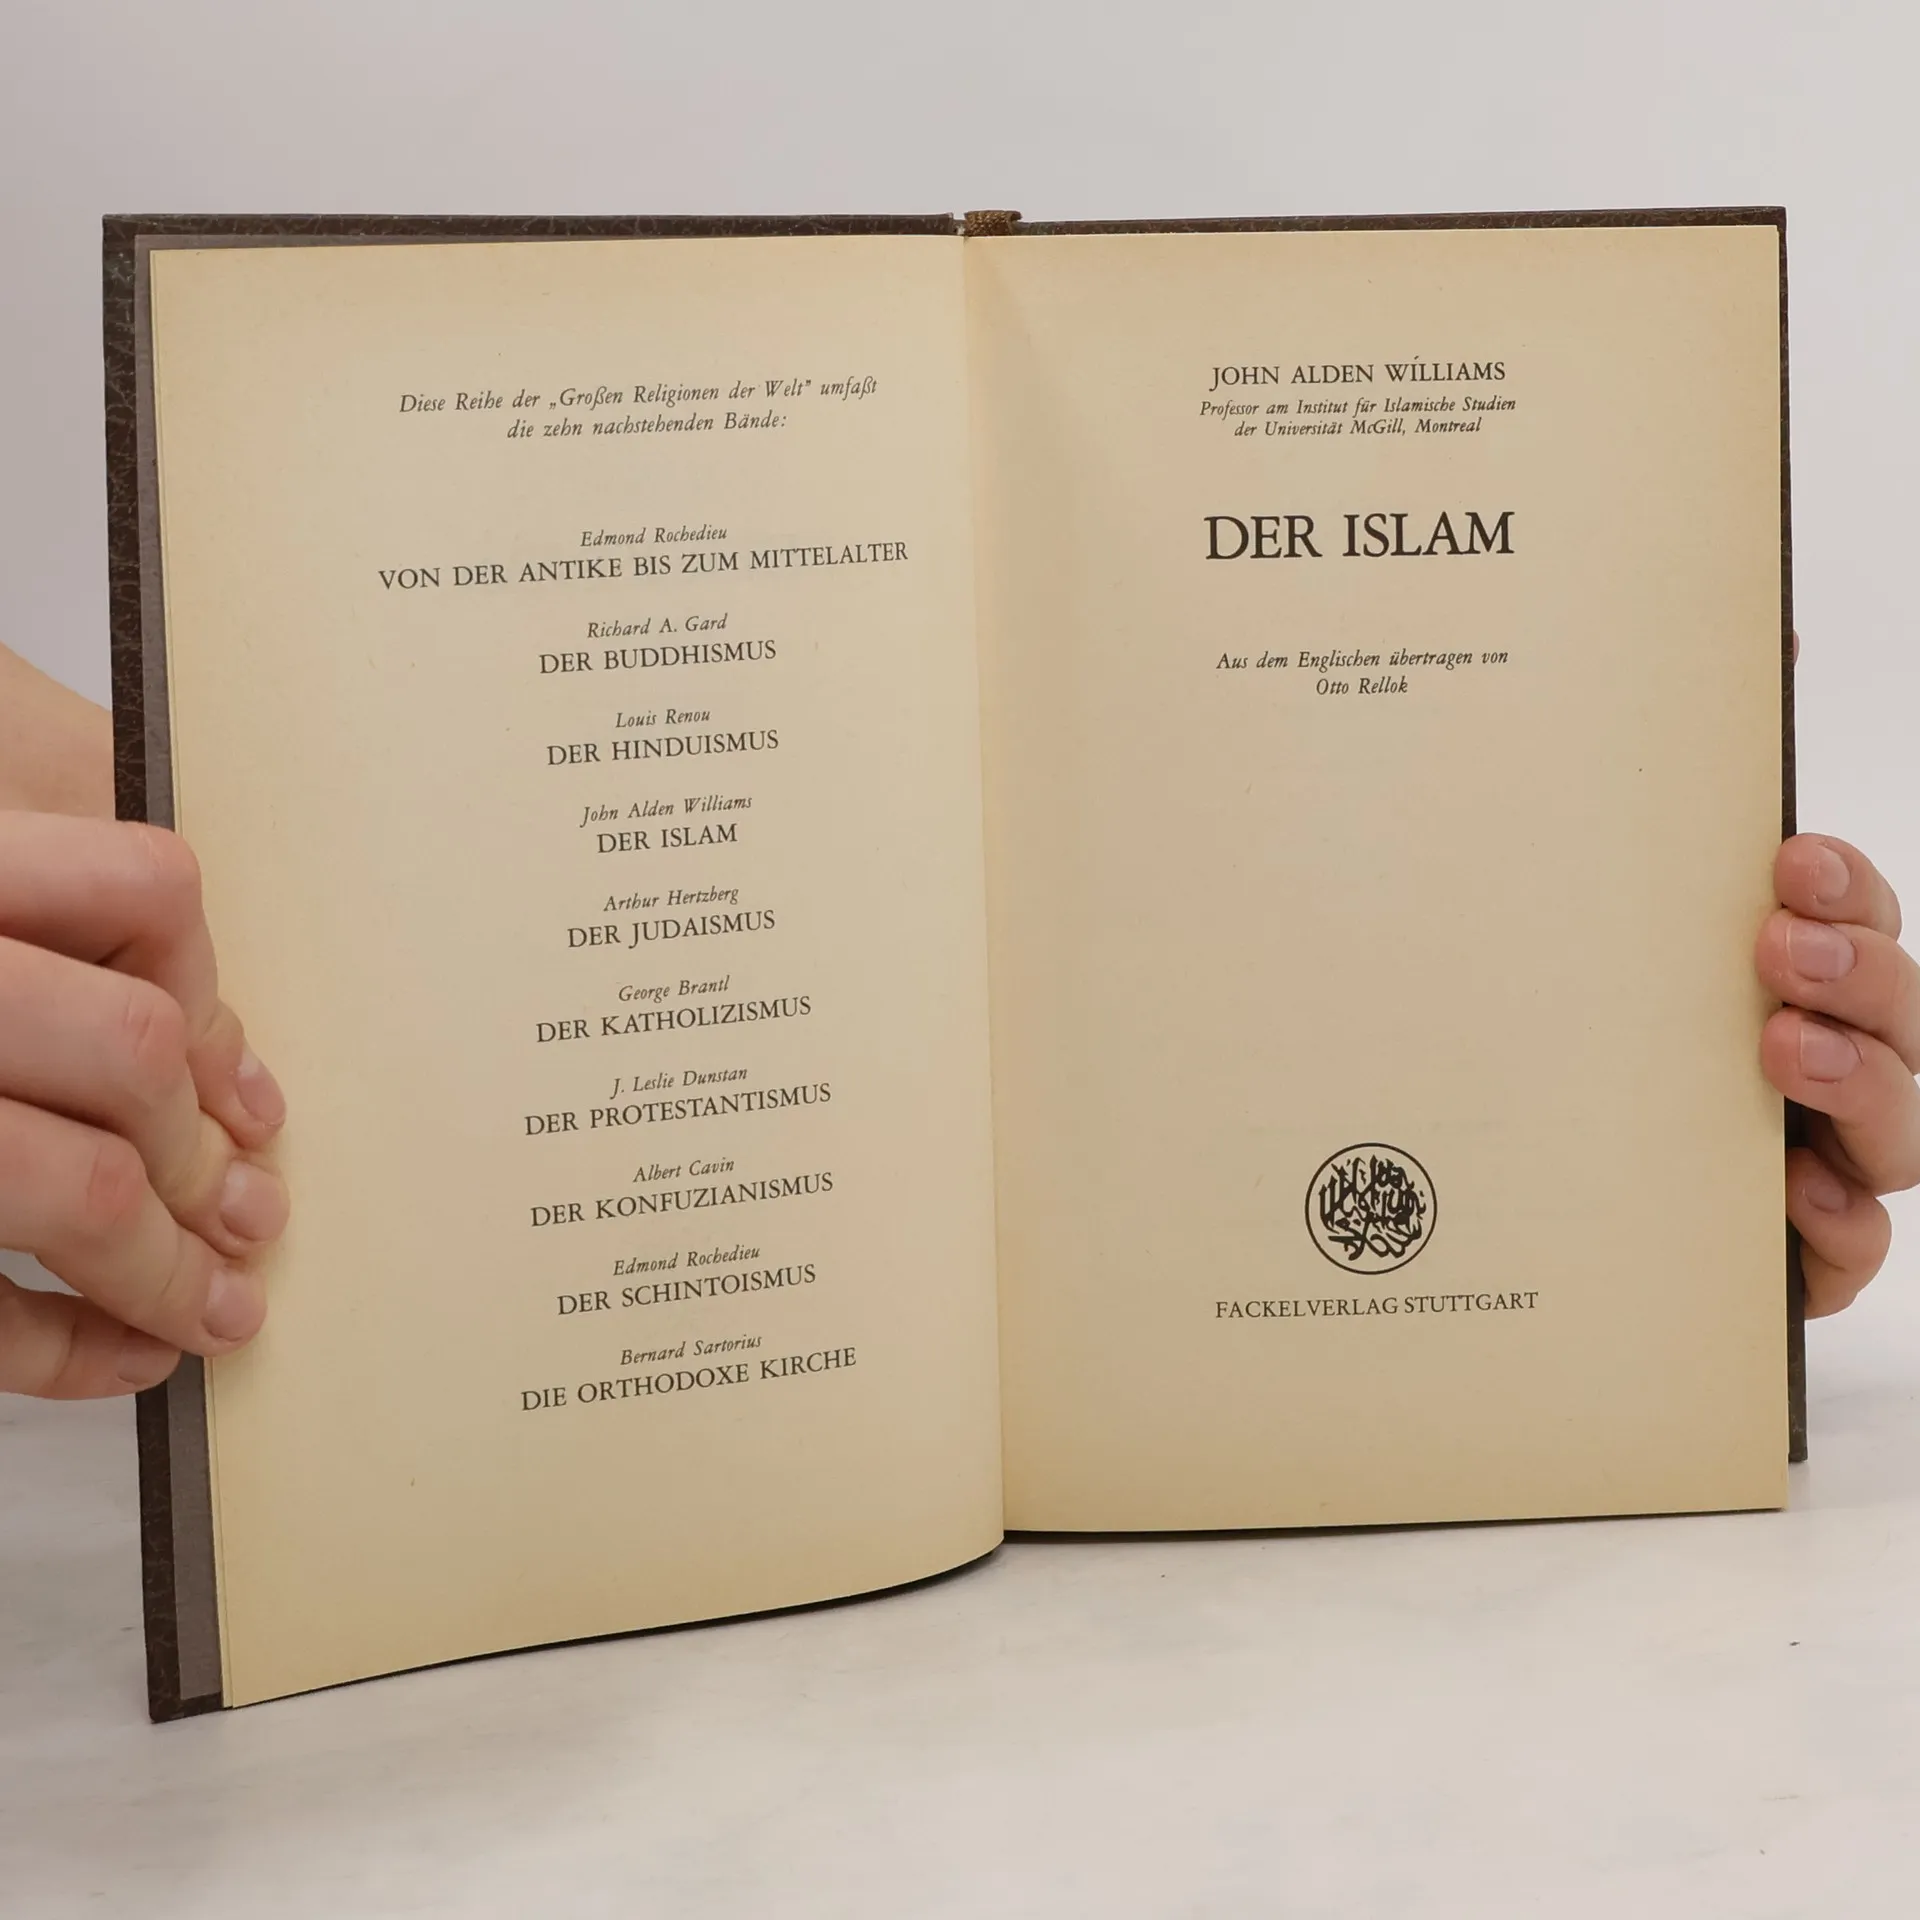 Diese Reihe der „Großen Religionen der Welt” umfaßt
die zehn nachstehenden Bände:
Edmond Rochedieu
VON DER ANTIKE BIS ZUM MITTELALTER
Richard A. Gard
DER BUDDHISMUS
Louis Renou
DER HINDUISMUS
John Alden Williams
DER ISLAM
Arthur Hertzberg
DER JUDAISMUS
George Brantl
DER KATHOLIZISMUS
J. Leslie Dunstan
DER PROTESTANTISMUS
Albert Cavin
DER KONFUZIANISMUS
Edmond Rochedieu
DER SCHINTOISMUS
Bernard Sartorius
DIE ORTHODOXE KIRCHE
JOHN ALDEN WILLIAMS
Professor am Institut für Islamische Studien
der Universität McGill, Montreal
DER ISLAM
Aus dem Englischen übertragen von
Otto Rellok
FACKELVERLAG STUTTGART